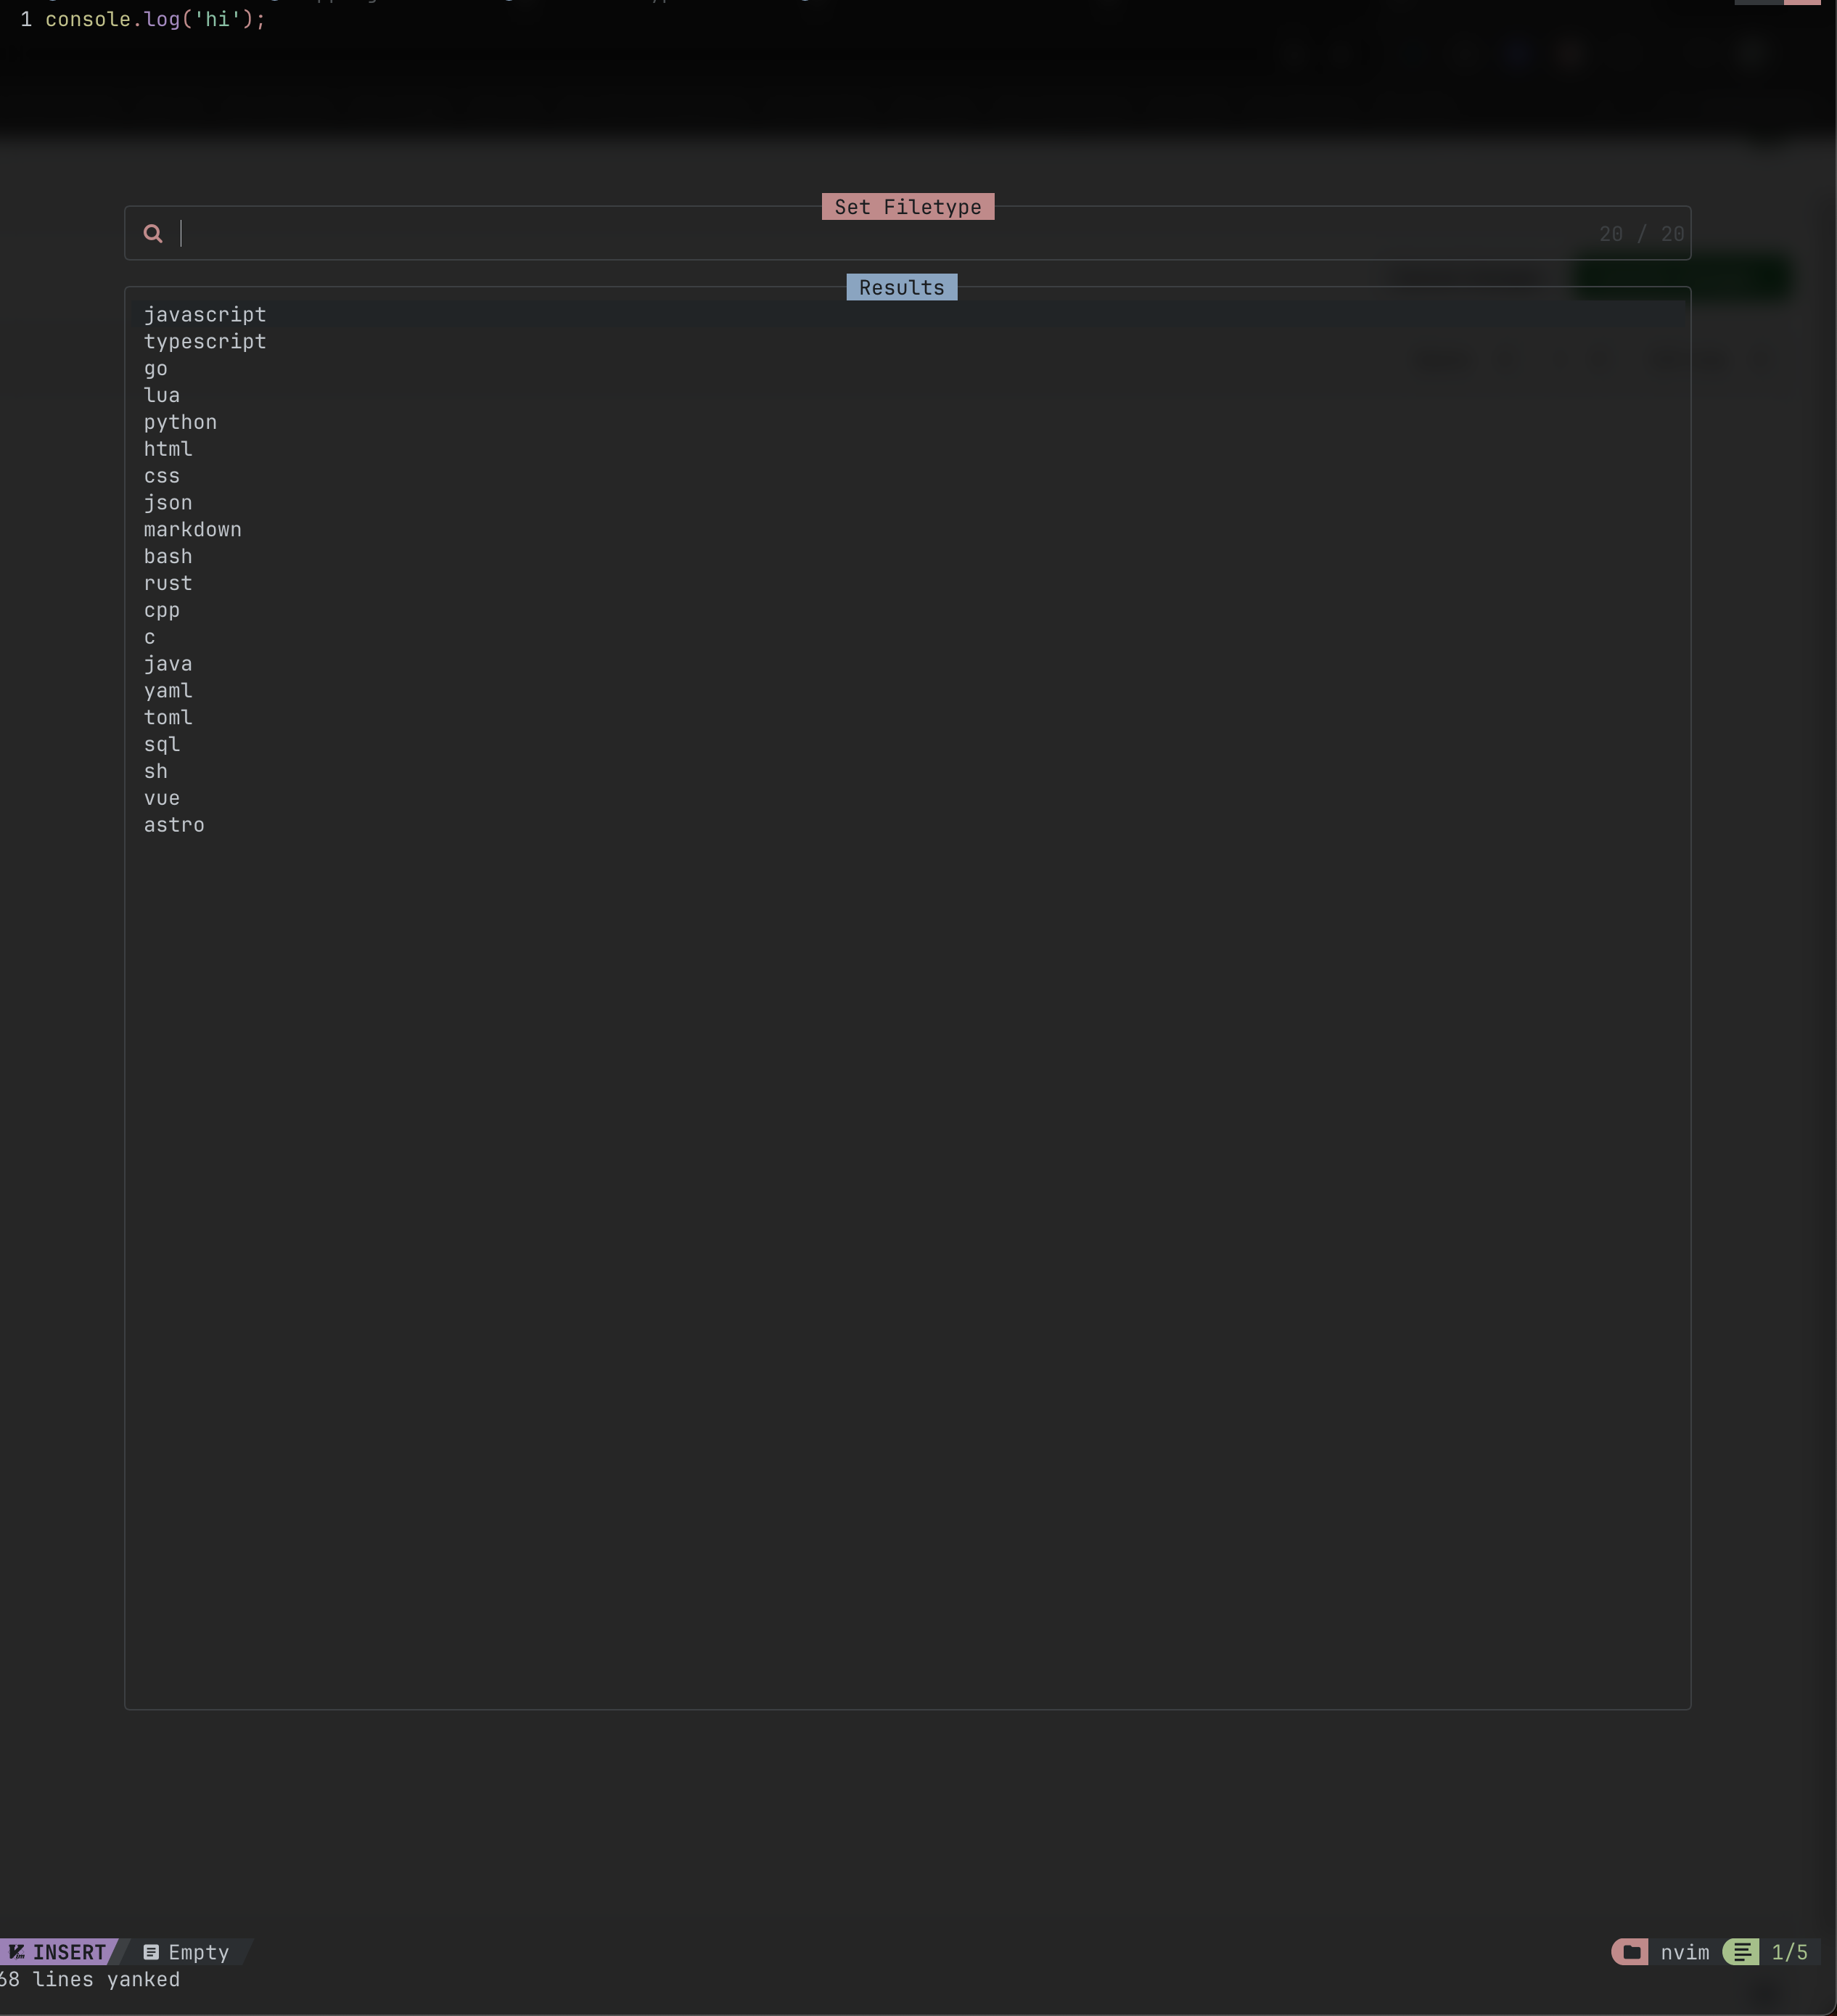 1 console.log('hi');
Set Filetype
20 / 20
Results
javascript
typescript
go
lua
python
html
css
json
markdown
bash
rust
cpp
c
java
yaml
toml
sql
sh
vue
astro
INSERT Empty nvim 1/5
68 lines yanked